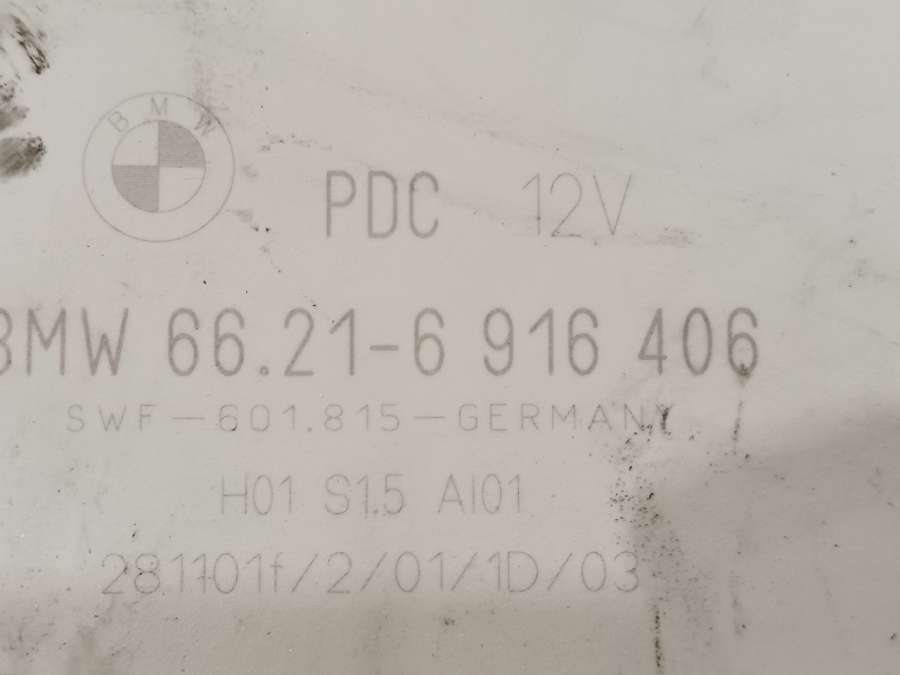 BMW
PDC 12V
BMW 66.21-6 916 406
SWF-601.815-GERMANY
H01 S1.5 AI01
281101f/2/01/1D/03